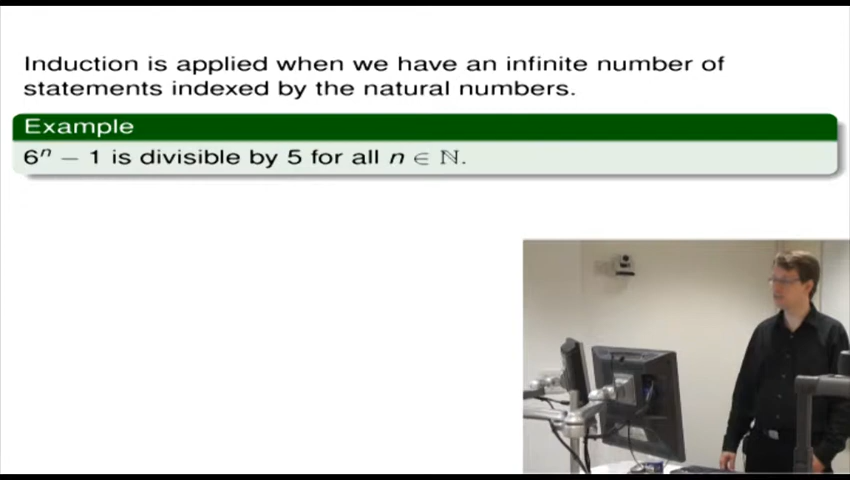 Induction is applied when we have an infinite number of
statements indexed by the natural numbers.
Example
6ⁿ − 1 is divisible by 5 for all n ∈ ℕ.